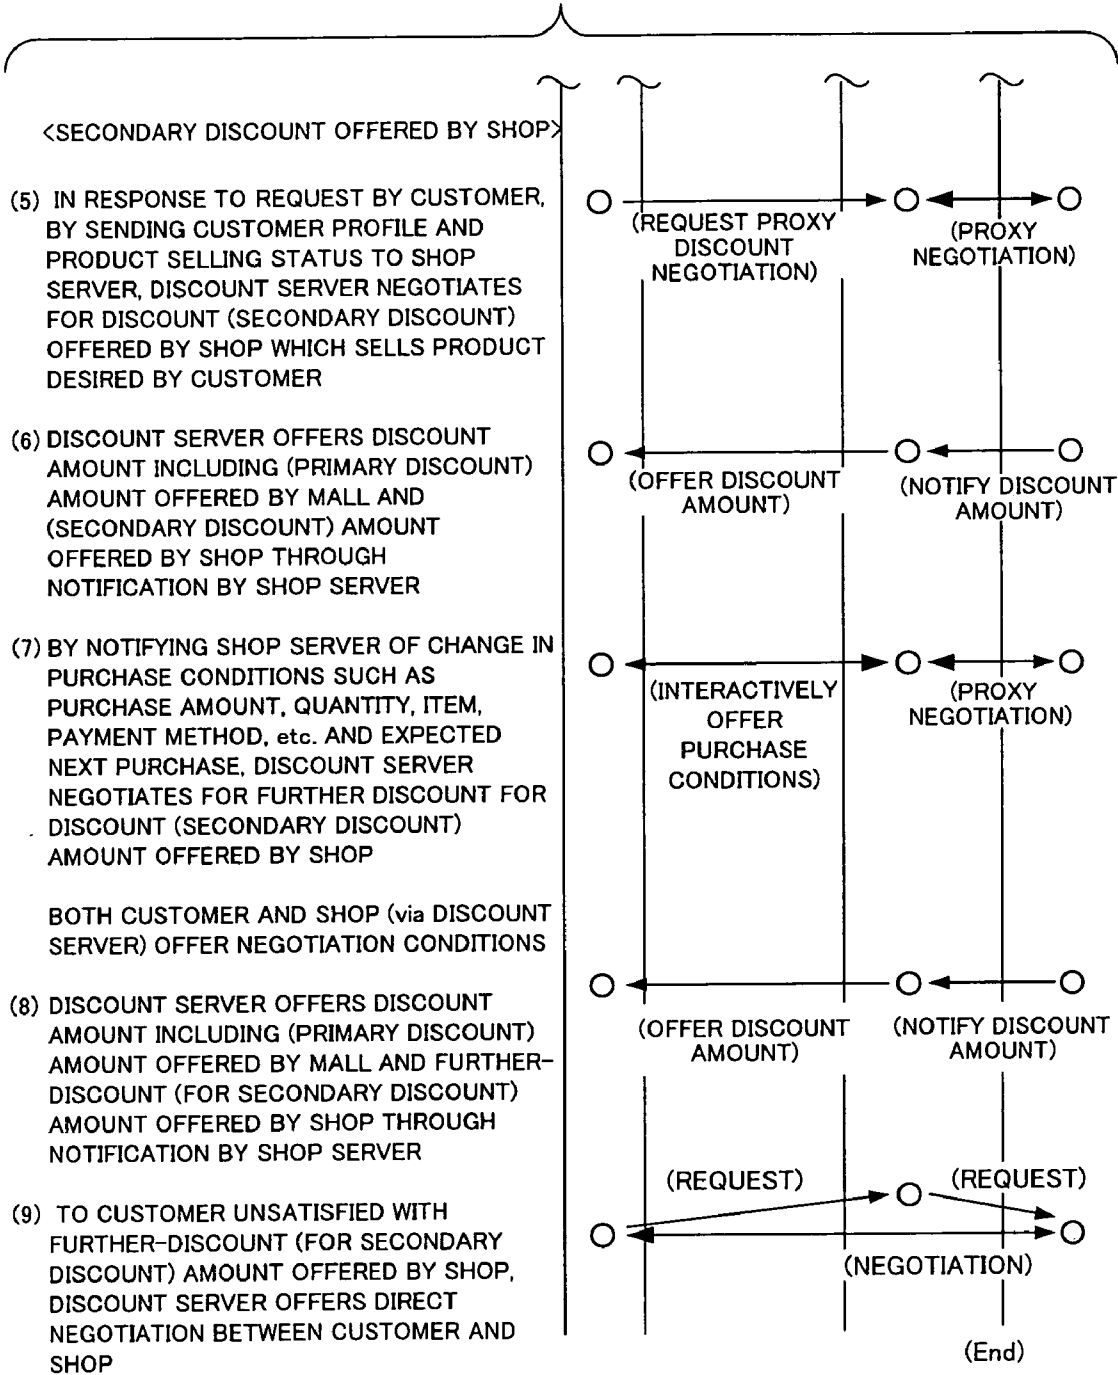 <SECONDARY DISCOUNT OFFERED BY SHOP>
(5) IN RESPONSE TO REQUEST BY CUSTOMER,
BY SENDING CUSTOMER PROFILE AND
PRODUCT SELLING STATUS TO SHOP
SERVER, DISCOUNT SERVER NEGOTIATES
FOR DISCOUNT (SECONDARY DISCOUNT)
OFFERED BY SHOP WHICH SELLS PRODUCT
DESIRED BY CUSTOMER
(REQUEST PROXY
DISCOUNT
NEGOTIATION)
(PROXY
NEGOTIATION)
(6) DISCOUNT SERVER OFFERS DISCOUNT
AMOUNT INCLUDING (PRIMARY DISCOUNT)
AMOUNT OFFERED BY MALL AND
(SECONDARY DISCOUNT) AMOUNT
OFFERED BY SHOP THROUGH
NOTIFICATION BY SHOP SERVER
(OFFER DISCOUNT
AMOUNT)
(NOTIFY DISCOUNT
AMOUNT)
(7) BY NOTIFYING SHOP SERVER OF CHANGE IN
PURCHASE CONDITIONS SUCH AS
PURCHASE AMOUNT, QUANTITY, ITEM,
PAYMENT METHOD, etc. AND EXPECTED
NEXT PURCHASE, DISCOUNT SERVER
NEGOTIATES FOR FURTHER DISCOUNT FOR
DISCOUNT (SECONDARY DISCOUNT)
AMOUNT OFFERED BY SHOP
BOTH CUSTOMER AND SHOP (via DISCOUNT
SERVER) OFFER NEGOTIATION CONDITIONS
(INTERACTIVELY
OFFER
PURCHASE
CONDITIONS)
(PROXY
NEGOTIATION)
(8) DISCOUNT SERVER OFFERS DISCOUNT
AMOUNT INCLUDING (PRIMARY DISCOUNT)
AMOUNT OFFERED BY MALL AND FURTHER-
DISCOUNT (FOR SECONDARY DISCOUNT)
AMOUNT OFFERED BY SHOP THROUGH
NOTIFICATION BY SHOP SERVER
(OFFER DISCOUNT
AMOUNT)
(NOTIFY DISCOUNT
AMOUNT)
(9) TO CUSTOMER UNSATISFIED WITH
FURTHER-DISCOUNT (FOR SECONDARY
DISCOUNT) AMOUNT OFFERED BY SHOP,
DISCOUNT SERVER OFFERS DIRECT
NEGOTIATION BETWEEN CUSTOMER AND
SHOP
(REQUEST)
(REQUEST)
(NEGOTIATION)
(End)